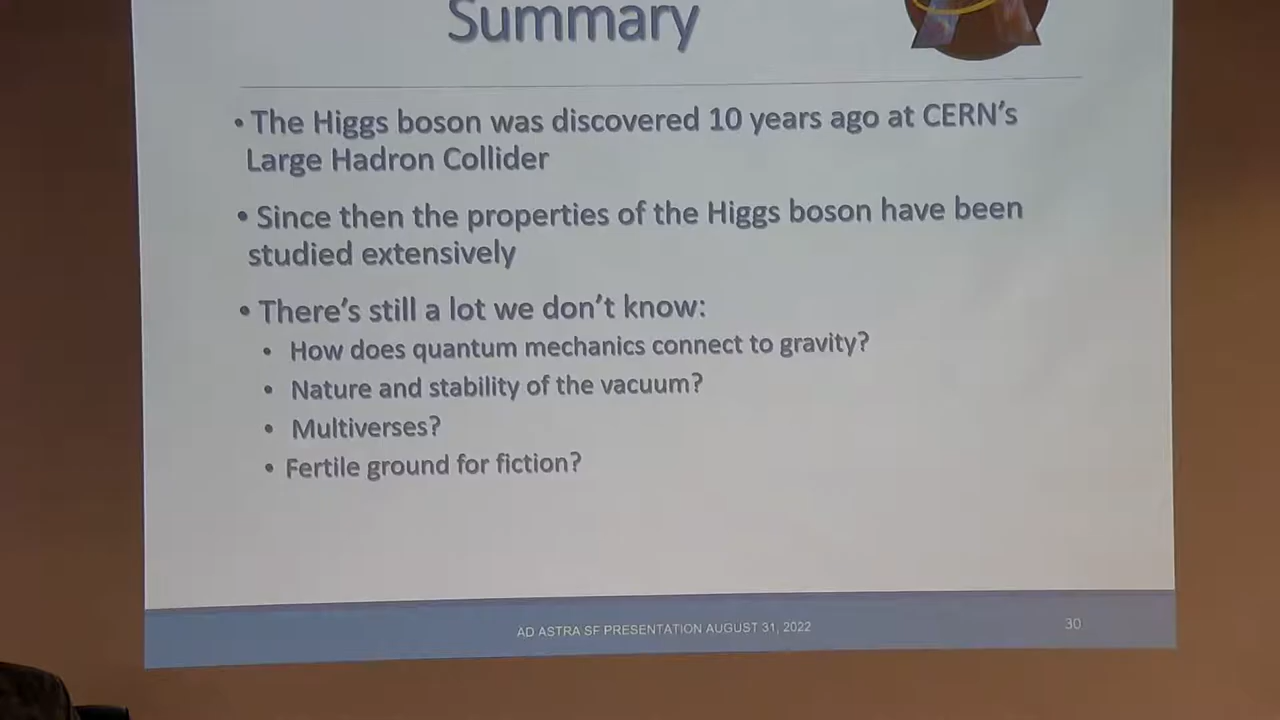 Summary
• The Higgs boson was discovered 10 years ago at CERN's
Large Hadron Collider
• Since then the properties of the Higgs boson have been
studied extensively
• There's still a lot we don't know:
• How does quantum mechanics connect to gravity?
• Nature and stability of the vacuum?
• Multiverses?
• Fertile ground for fiction?
AD ASTRA SF PRESENTATION AUGUST 31, 2022
30